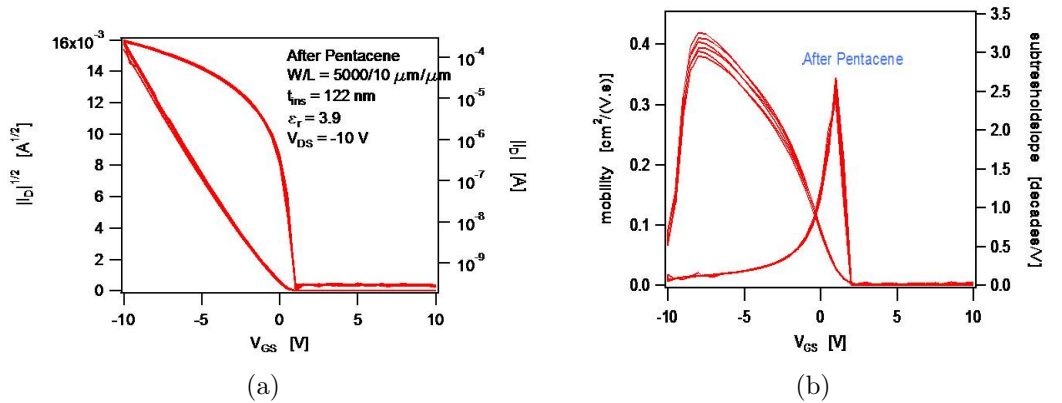 16x10⁻³
14
12
10
8
6
4
2
0
|I_D|^1/2 [A^1/2]
After Pentacene
W/L = 5000/10 μm/μm
t_ins = 122 nm
ε_r = 3.9
V_DS = -10 V
10⁻⁴
10⁻⁵
10⁻⁶
10⁻⁷
10⁻⁸
10⁻⁹
|I_D| [A]
-10 -5 0 5 10
V_GS [V]
(a)
0.4
0.3
0.2
0.1
0.0
mobility [cm²/(V.s)]
.After Pentacene
3.5
3.0
2.5
2.0
1.5
1.0
0.5
0.0
subtresholdslope [decades/V]
-10 -5 0 5 10
V_GS [V]
(b)